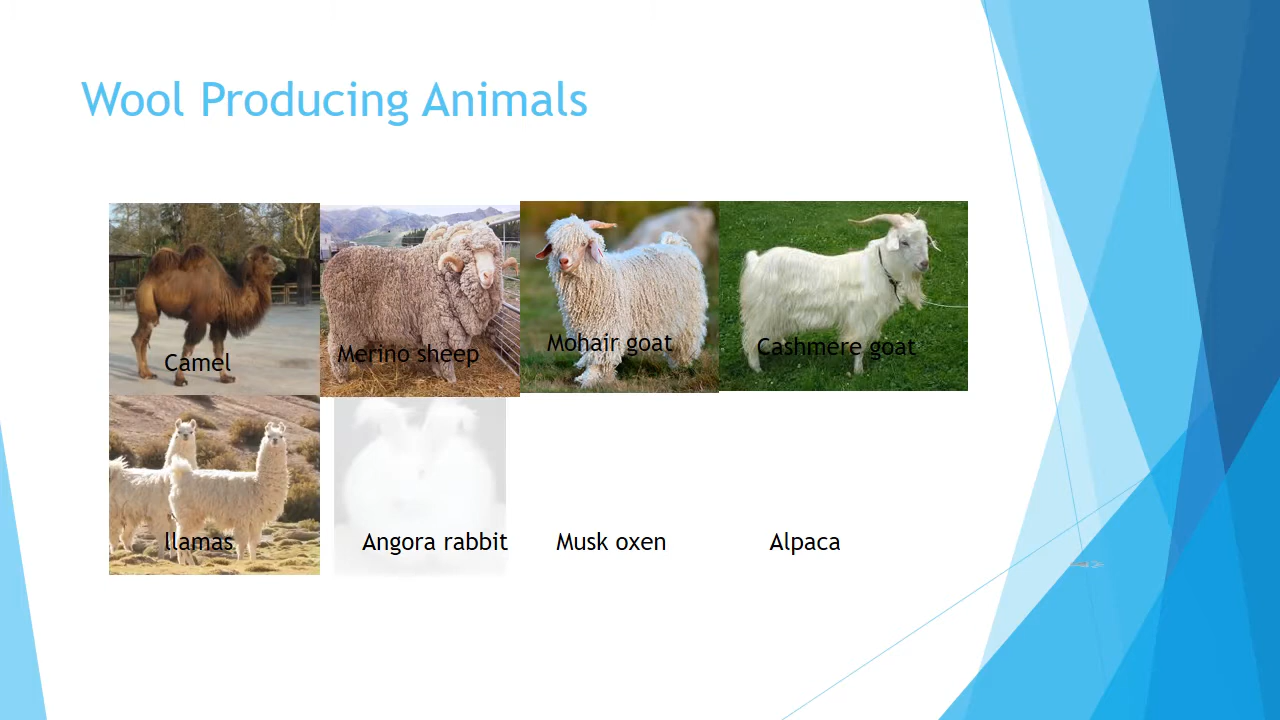 Wool Producing Animals
Camel
Merino sheep
Mohair goat
Cashmere goat
llamas
Angora rabbit
Musk oxen
Alpaca